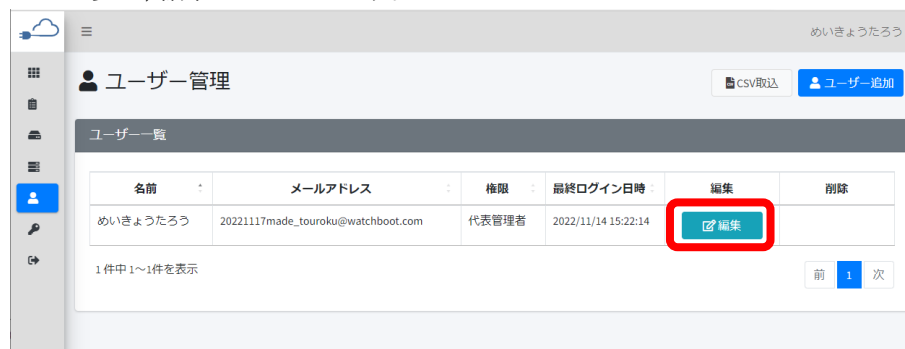 めいきょうたろう
ユーザー管理
CSV取込
ユーザー追加
ユーザー一覧
名前 メールアドレス 権限 最終ログイン日時 編集 削除
めいきょうたろう 20221117made_touroku@watchboot.com 代表管理者 2022/11/14 15:22:14 編集
1 件中 1～1件を表示
前 1 次